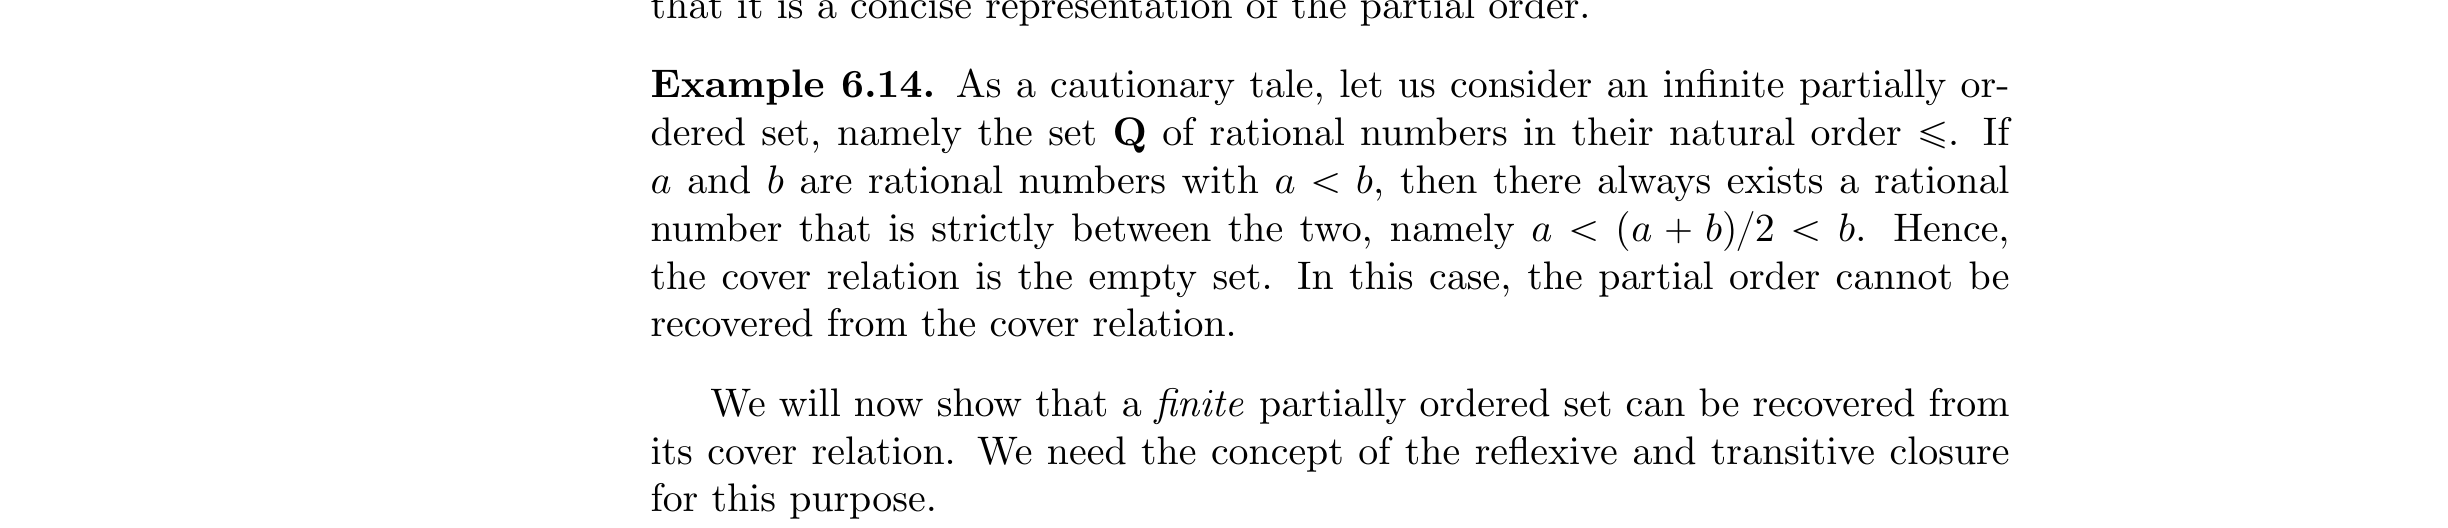 that it is a concise representation of the partial order.
Example 6.14. As a cautionary tale, let us consider an infinite partially or-
dered set, namely the set Q of rational numbers in their natural order ⩽. If
a and b are rational numbers with a < b, then there always exists a rational
number that is strictly between the two, namely a < (a + b)/2 < b. Hence,
the cover relation is the empty set. In this case, the partial order cannot be
recovered from the cover relation.
We will now show that a finite partially ordered set can be recovered from
its cover relation. We need the concept of the reflexive and transitive closure
for this purpose.